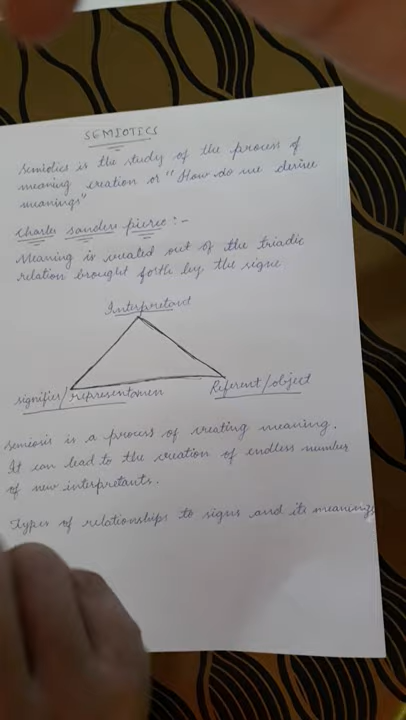 SEMIOTICS
Semiotics is the study of the process of
meaning creation or "How do we derive
meanings"
Charles sanders pierce :-
Meaning is created out of the triadic
relation brought forth by the signs
Interpretant
signifier/representamen
Referent/object
semiosis is a process of creating meaning.
It can lead to the creation of endless number
of new interpretants.
Types of relationships to signs and its meanings